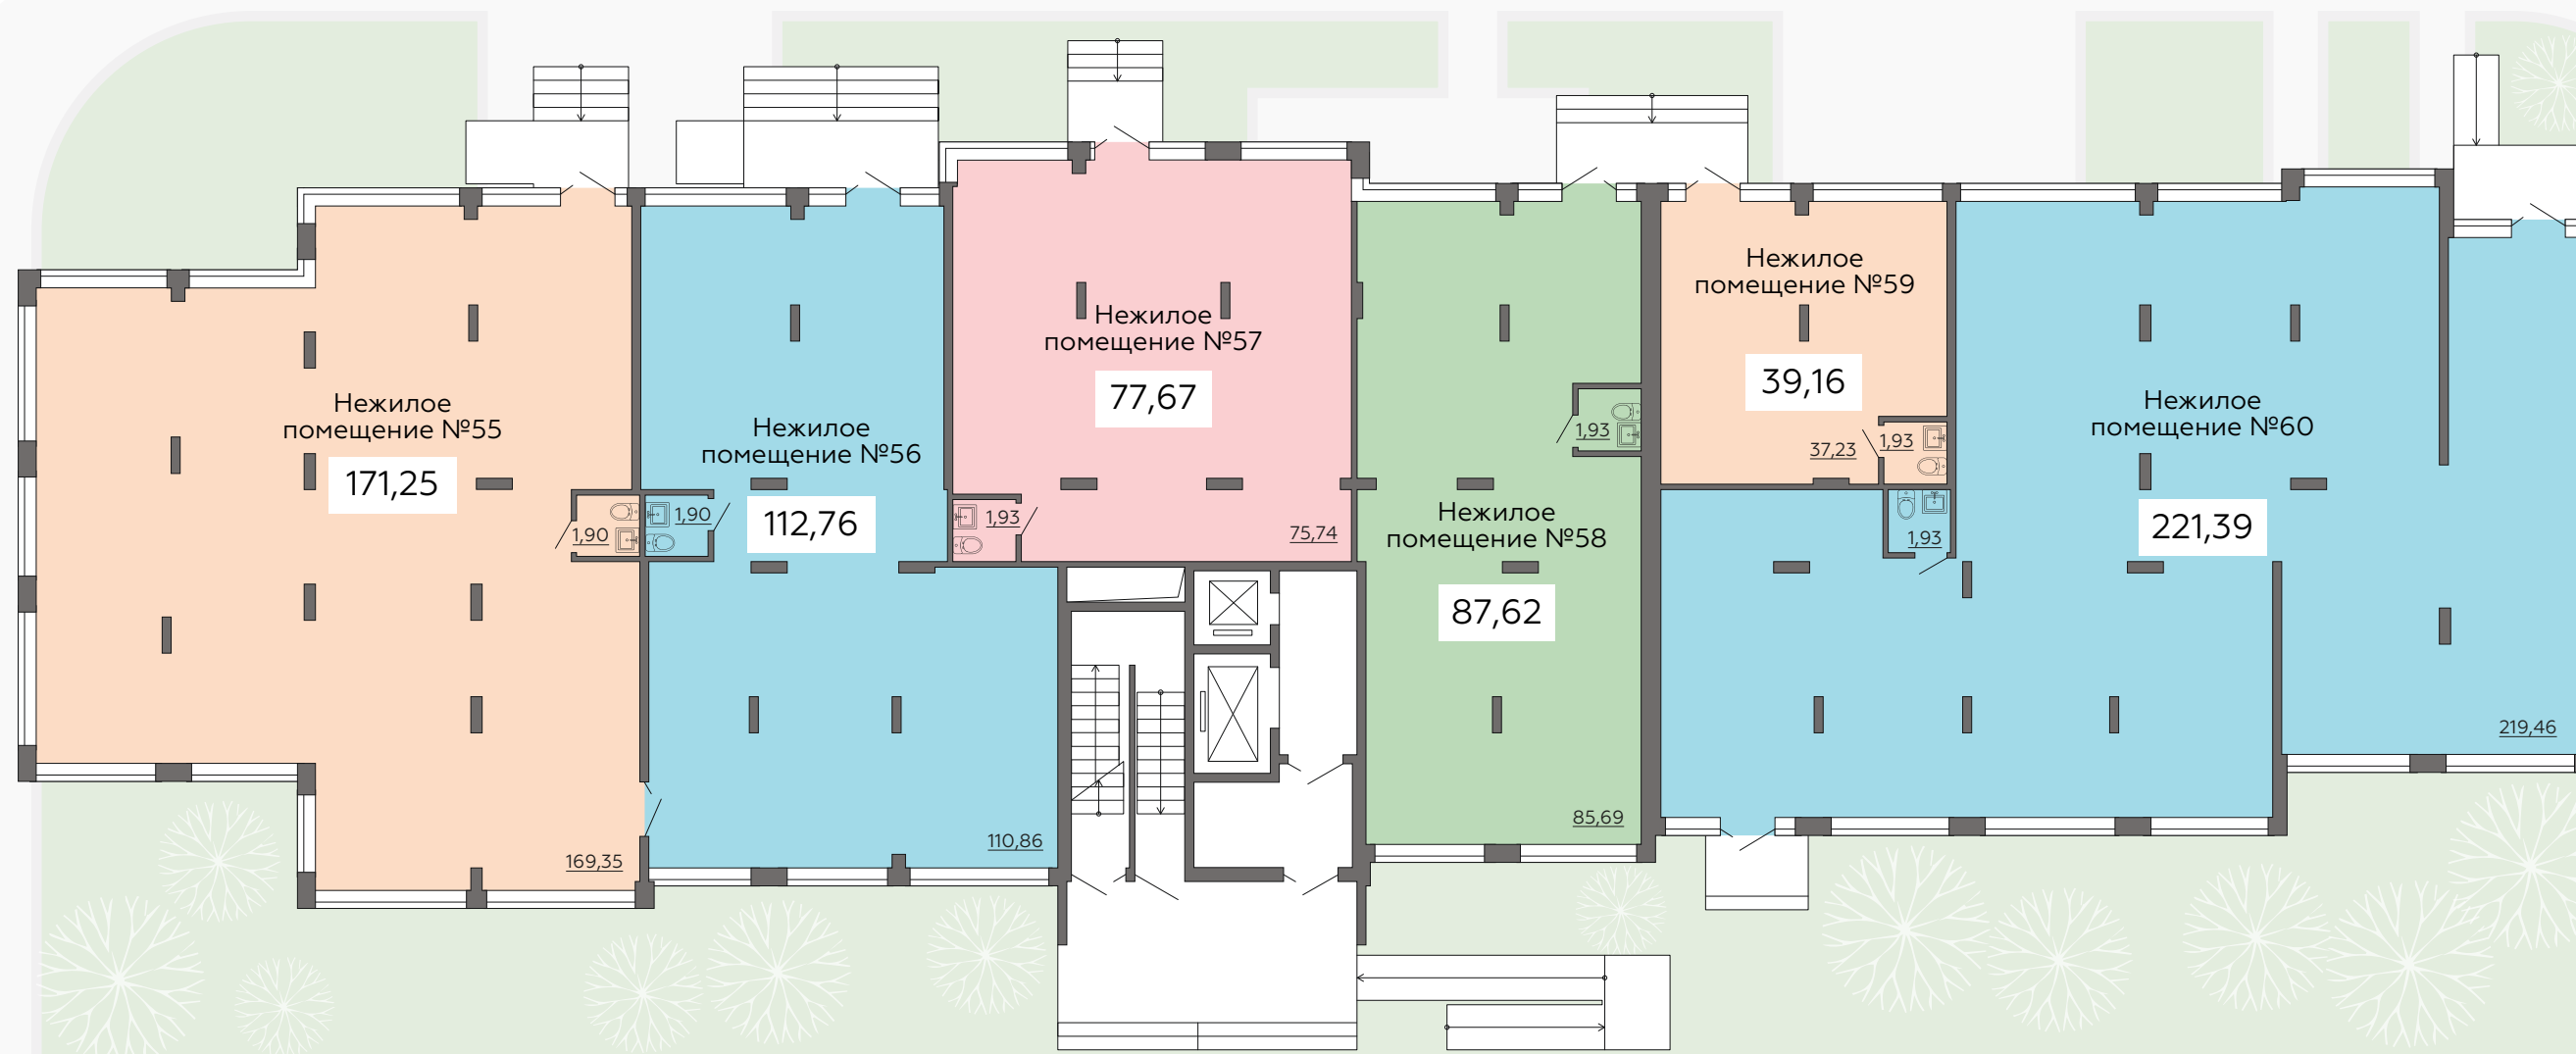 Нежилое
помещение №55
171,25
1,90
169,35
Нежилое
помещение №56
112,76
1,90
110,86
Нежилое
помещение №57
77,67
1,93
75,74
Нежилое
помещение №58
87,62
1,93
85,69
Нежилое
помещение №59
39,16
37,23
1,93
Нежилое
помещение №60
221,39
1,93
219,46